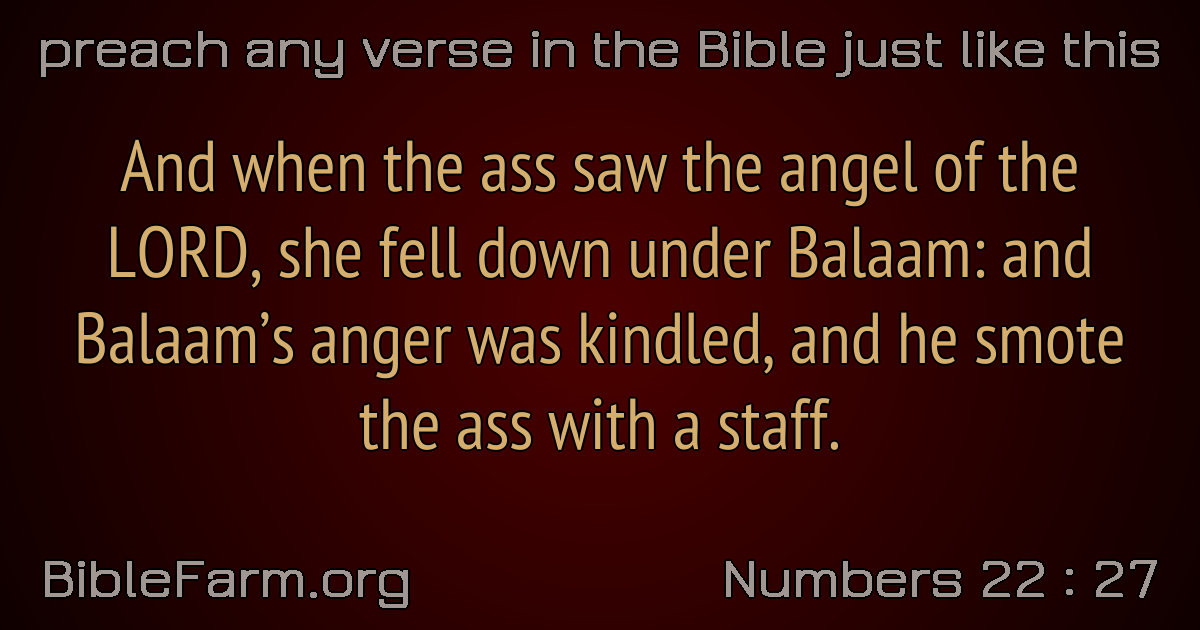 preach any verse in the Bible just like this
And when the ass saw the angel of the
LORD, she fell down under Balaam: and
Balaam’s anger was kindled, and he smote
the ass with a staff.
BibleFarm.org
Numbers 22 : 27